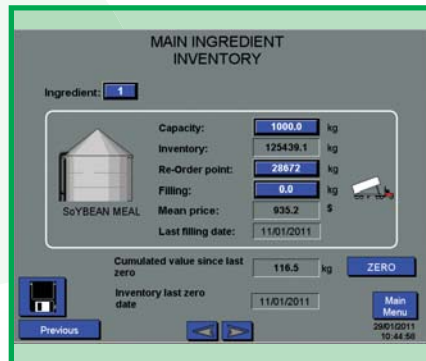 MAIN INGREDIENT
INVENTORY
Ingredient: 1
Capacity: 1000.0 kg
Inventory: 125439.1 kg
Re-Order point: 28672 kg
Filling: 0.0 kg
SoYBEAN MEAL
Mean price: 935.2 $
Last filling date: 11/01/2011
Cumulated value since last
zero 116.5 kg ZERO
Inventory last zero
date 11/01/2011
Main
Menu
Previous
29/01/2011
10:44:58